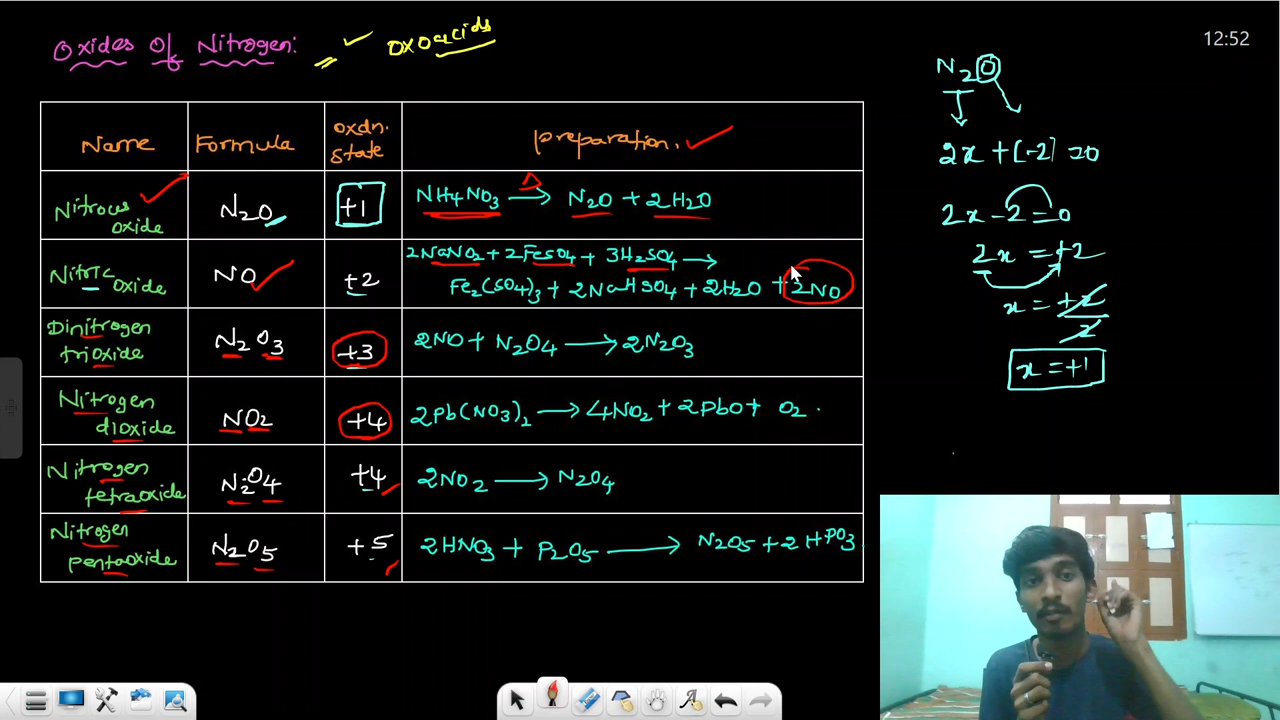 Oxides Of Nitrogen:
oxoacids
12:52
Name
Formula
oxdn.
state
preparation.
Nitrous
oxide
N2O
+1
NH4NO3 Δ→ N2O + 2H2O
Nitric
oxide
NO
+2
2NaNO2 + 2FeSO4 + 3H2SO4 →
Fe2(SO4)3 + 2NaHSO4 + 2H2O + 2NO
Dinitrogen
trioxide
N2O3
+3
2NO + N2O4 → 2N2O3
Nitrogen
dioxide
NO2
+4
2Pb(NO3)2 → 4NO2 + 2PbO + O2.
Nitrogen
tetraoxide
N2O4
+4
2NO2 → N2O4
Nitrogen
pentaoxide
N2O5
+5
2HNO3 + P2O5 → N2O5 + 2HPO3
N2O
2x + [-2] =0
2x - 2 = 0
2x = +2
x = +2/2
x = +1